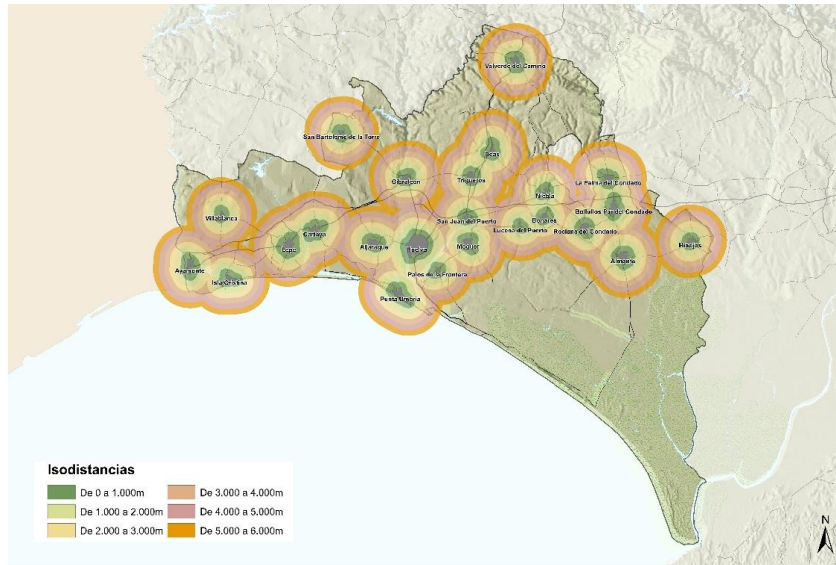 Valverde del Camino
San Bartolomé de la Torre
Beas
Gibraleón
Trigueros
La Palma del Condado
Niebla
Villablanca
Cartaya
San Juan del Puerto
Bonares
Bollullos Par del Condado
Lepe
Aljaraque
Huelva
Moguer
Lucena del Puerto
Rociana del Condado
Hinojos
Ayamonte
Isla Cristina
Palos de la Frontera
Almonte
Punta Umbría
Isodistancias
De 0 a 1.000m
De 3.000 a 4.000m
De 1.000 a 2.000m
De 4.000 a 5.000m
De 2.000 a 3.000m
De 5.000 a 6.000m
N